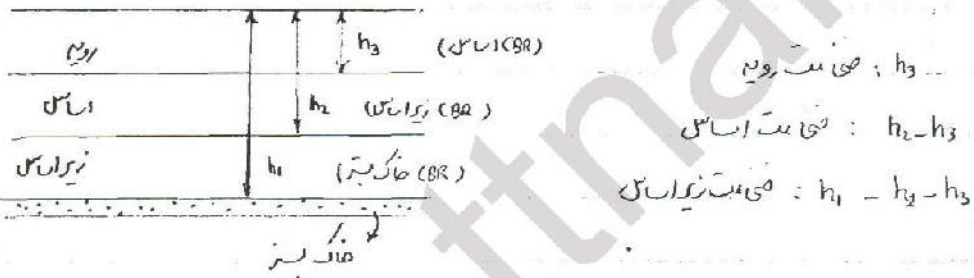 رویه
h₃
(CBR اساس)
h₃ : ضخامت رویه
اساس
h₂
(CBR زیراساس)
h₂-h₃ : ضخامت اساس
زیراساس
h₁
(CBR خاک بستر)
h₁ - h₂ - h₃ : ضخامت زیراساس
خاک بستر